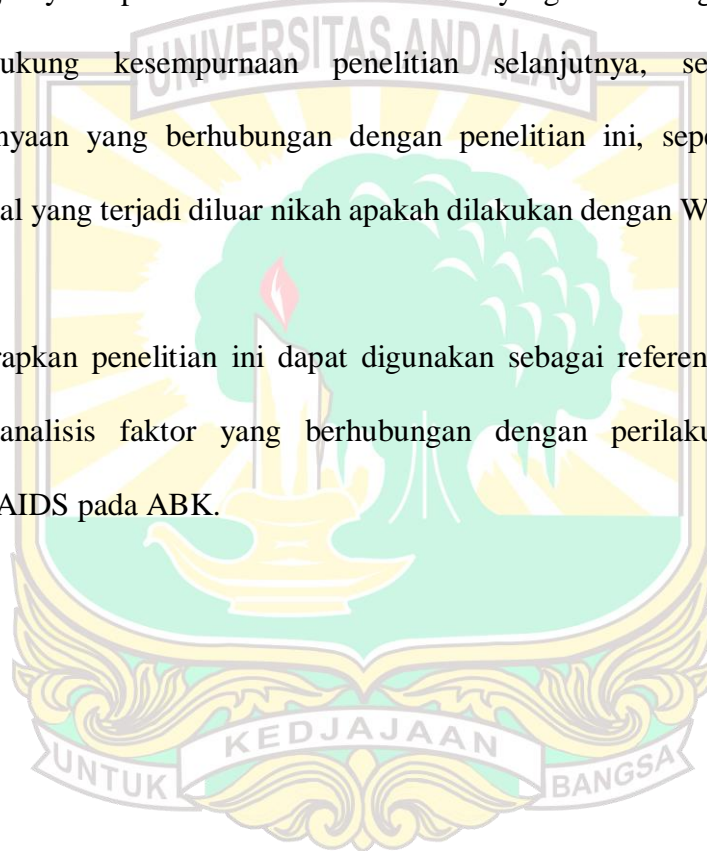 UNIVERSITAS ANDALAS
ukung kesempurnaan penelitian selanjutnya, se
nyaan yang berhubungan dengan penelitian ini, sep
al yang terjadi diluar nikah apakah dilakukan dengan W
rapkan penelitian ini dapat digunakan sebagai referen
analisis faktor yang berhubungan dengan perilaku
AIDS pada ABK.
KEDJAJAAN
UNTUK BANGSA